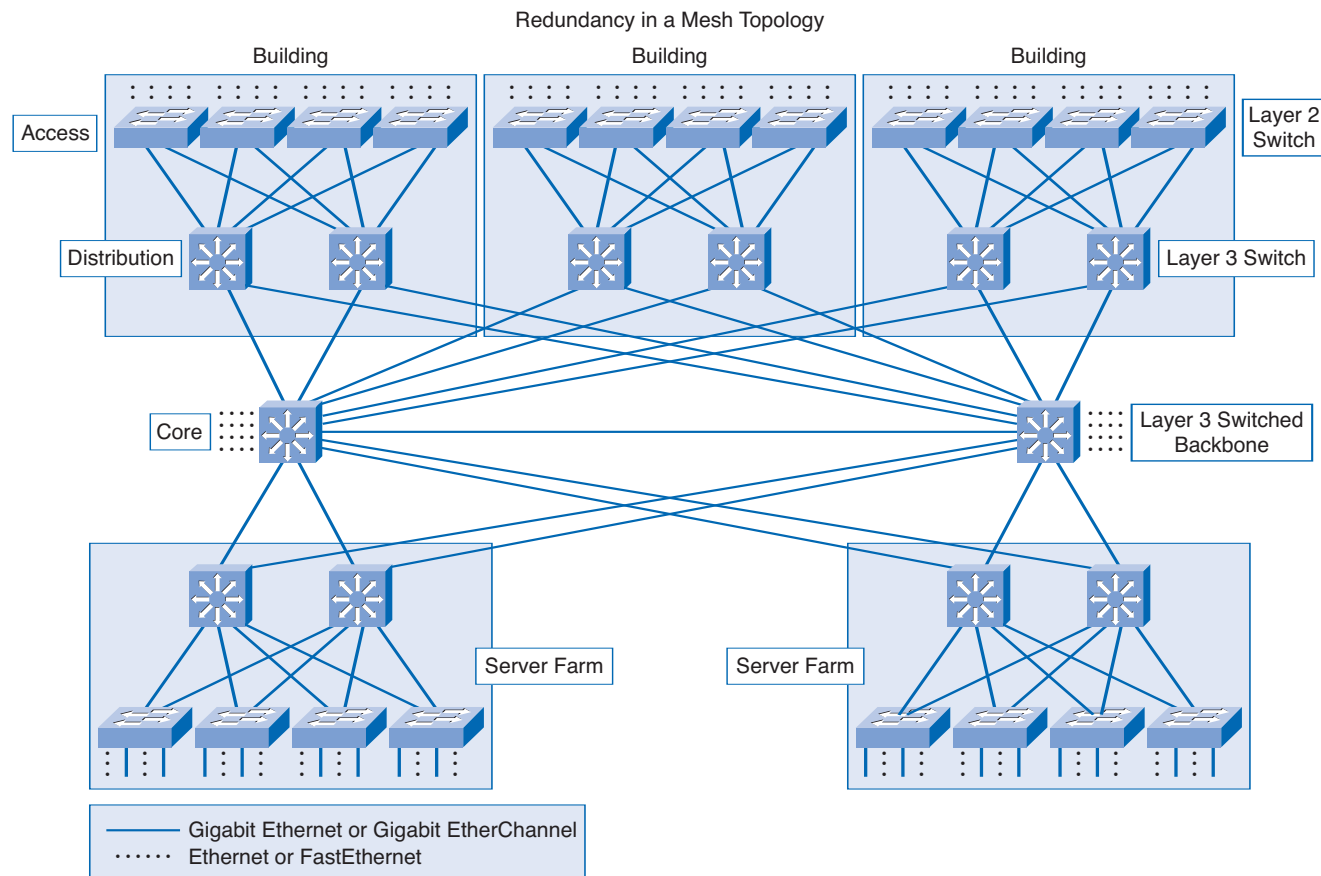 Redundancy in a Mesh Topology
Building
Building
Building
Access
Layer 2
Switch
Distribution
Layer 3 Switch
Core
Layer 3 Switched
Backbone
Server Farm
Server Farm
Gigabit Ethernet or Gigabit EtherChannel
Ethernet or FastEthernet